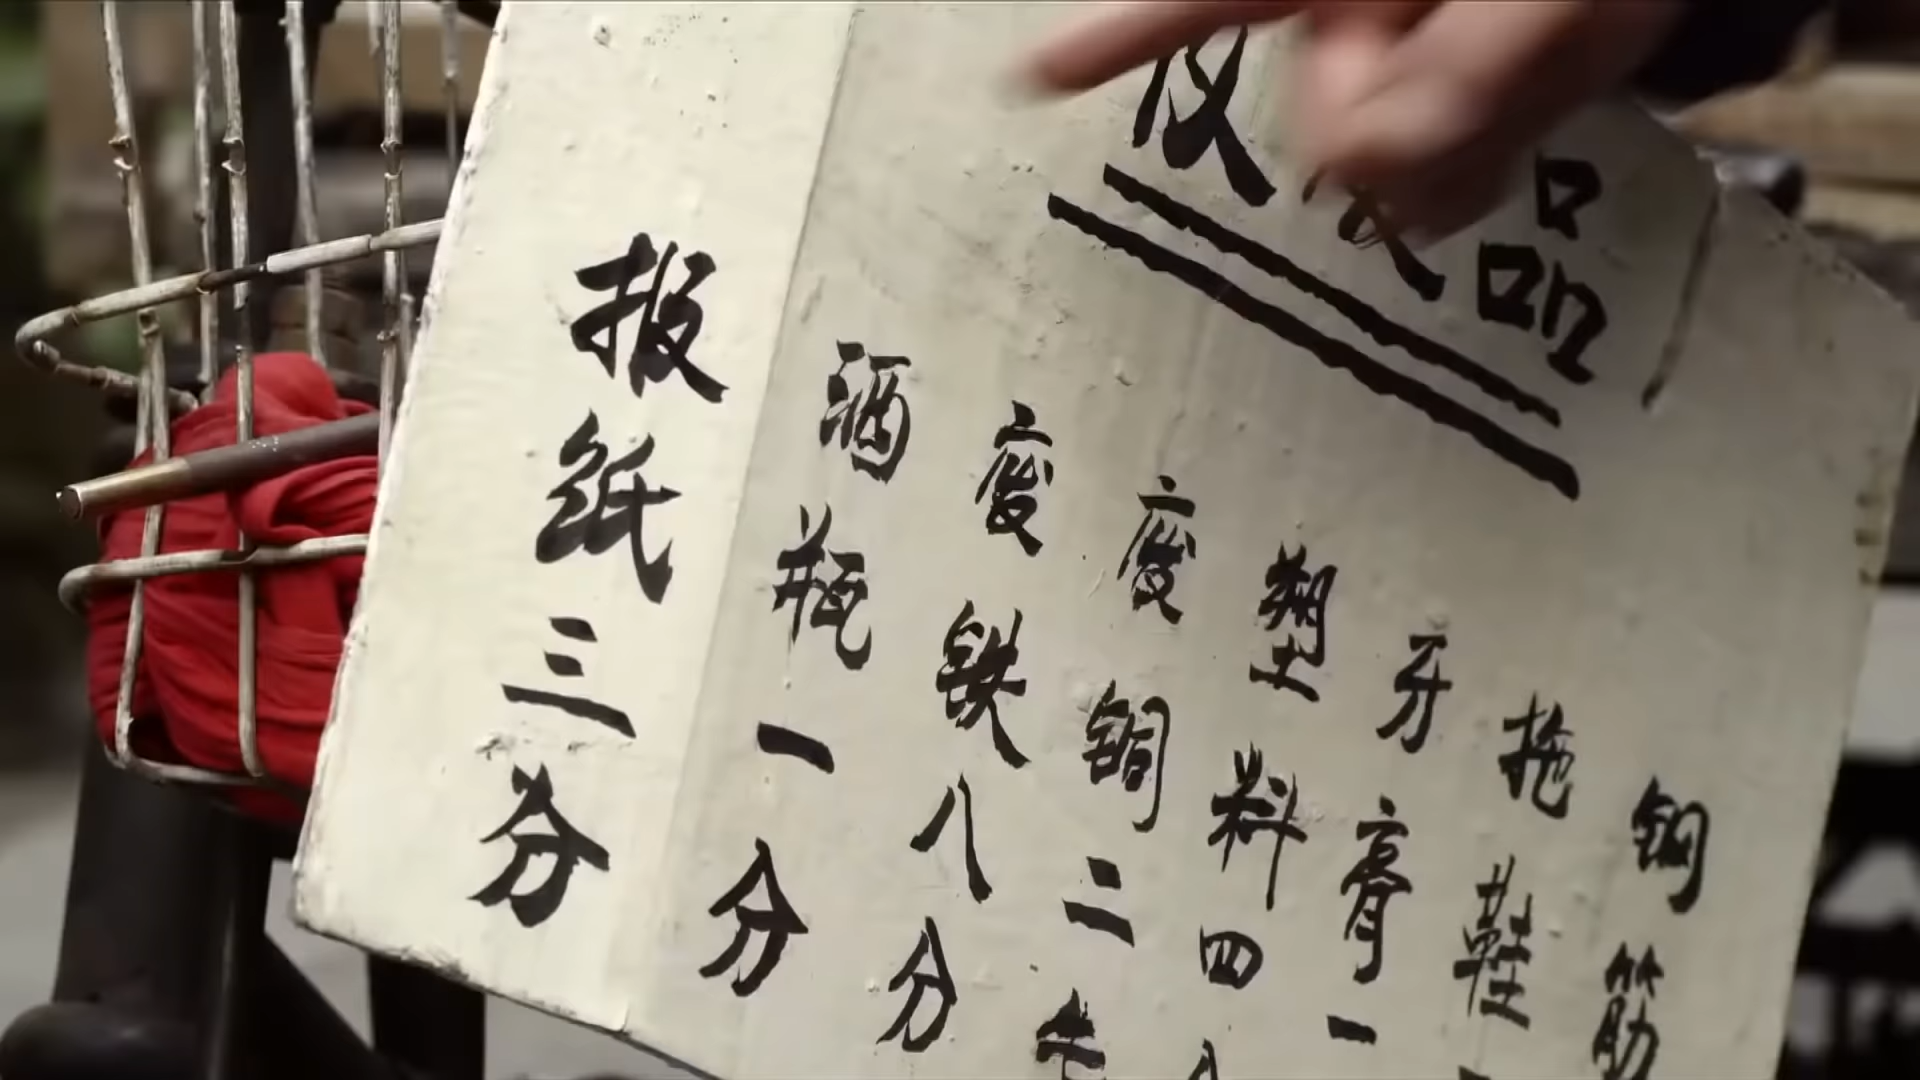 品
报纸三分
酒瓶一分
废铁八分
废铜二
塑料四
牙膏一
拖鞋
钢筋